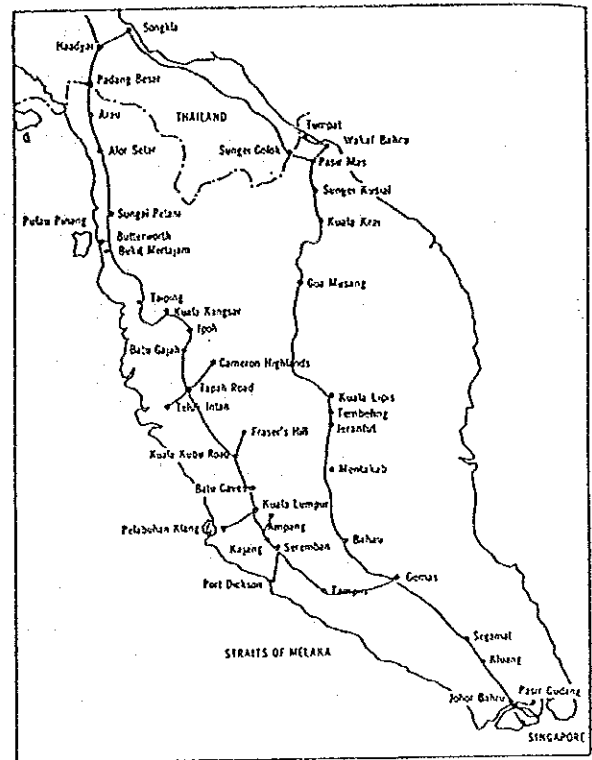 Songkla
Haadyai
Padang Besar
THAILAND
Tumpat
Wakaf Bahru
Arau
Sungei Golok
Pasir Mas
Alor Setar
Sungei Kusial
Kuala Krai
Sungai Petani
Pulau Pinang
Butterworth
Bukit Mertajam
Gua Musang
Taiping
Kuala Kangsar
Ipoh
Batu Gajah
Cameron Highlands
Tapah Road
Kuala Lipis
Teluk Intan
Tembeling
Jerantut
Fraser's Hill
Kuala Kubu Road
Mentakab
Batu Caves
Kuala Lumpur
Pelabuhan Klang
Ampang
Bahau
Kajang
Seremban
Gemas
Port Dickson
Tampin
Segamat
STRAITS OF MELAKA
Kluang
Johor Bahru
Pasir Gudang
SINGAPORE